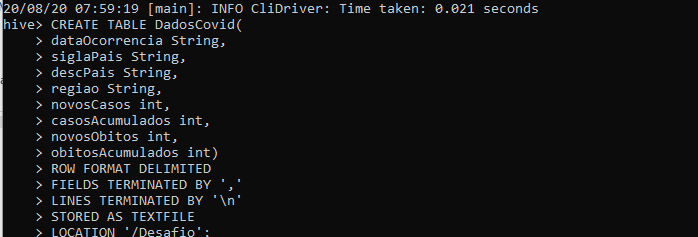 20/08/20 07:59:19 [main]: INFO CliDriver: Time taken: 0.021 seconds
hive> CREATE TABLE DadosCovid(
> dataOcorrencia String,
> siglaPais String,
> descPais String,
> regiao String,
> novosCasos int,
> casosAcumulados int,
> novosObitos int,
> obitosAcumulados int)
> ROW FORMAT DELIMITED
> FIELDS TERMINATED BY ','
> LINES TERMINATED BY '\n'
> STORED AS TEXTFILE
> LOCATION '/Desafio';